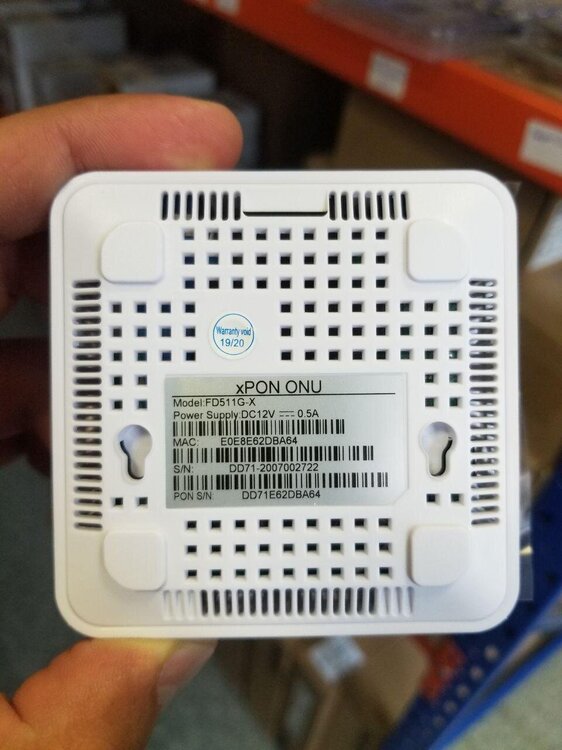 Warranty void
19/20
xPON ONU
Model:FD511G-X
Power Supply:DC12V ⎓ 0.5A
MAC: E0E8E62DBA64
S/N: DD71-2007002722
PON S/N: DD71E62DBA64